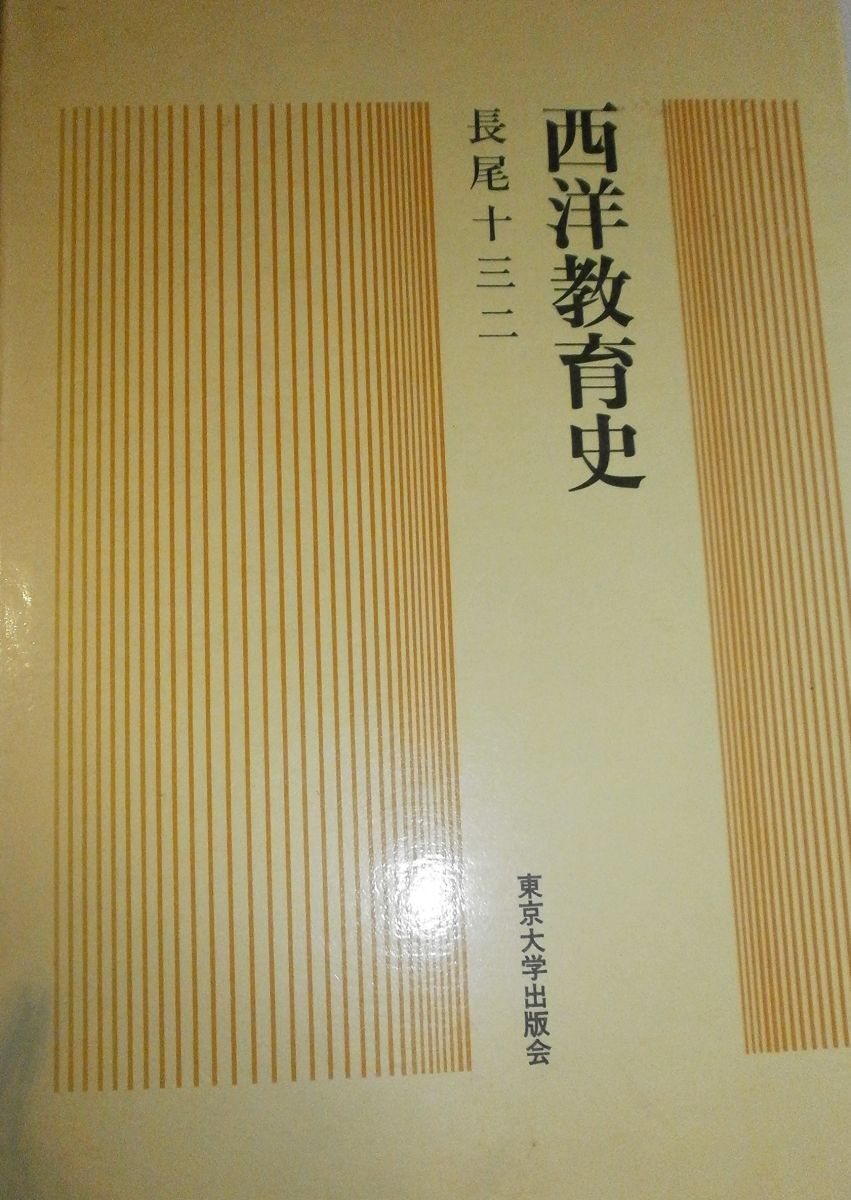 西洋教育史
長尾十三二
東京大学出版会